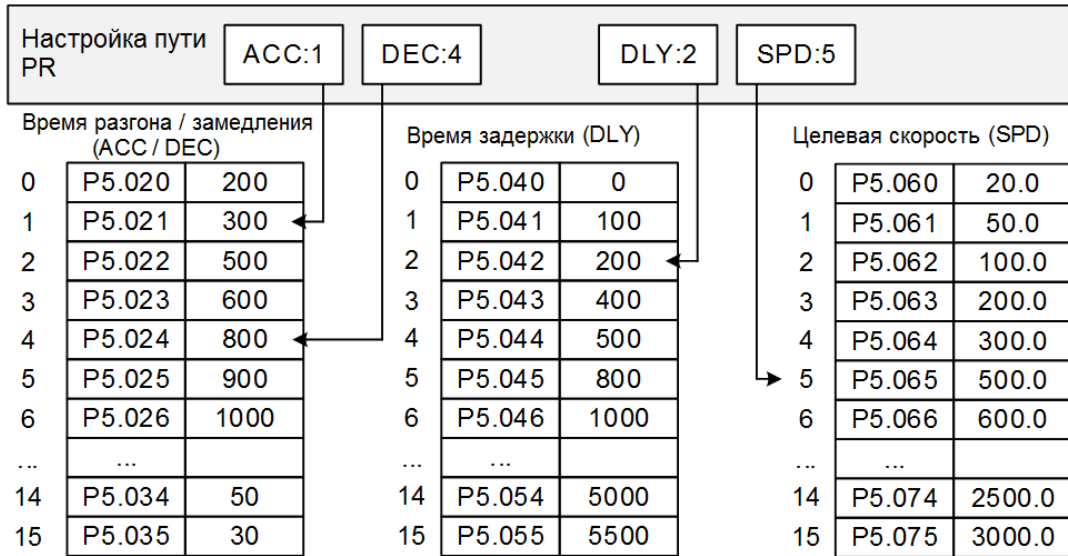 Настройка пути PR ACC:1 DEC:4 DLY:2 SPD:5
Время разгона / замедления (ACC / DEC)
0 P5.020 200
1 P5.021 300
2 P5.022 500
3 P5.023 600
4 P5.024 800
5 P5.025 900
6 P5.026 1000
... ...
14 P5.034 50
15 P5.035 30
Время задержки (DLY)
0 P5.040 0
1 P5.041 100
2 P5.042 200
3 P5.043 400
4 P5.044 500
5 P5.045 800
6 P5.046 1000
... ...
14 P5.054 5000
15 P5.055 5500
Целевая скорость (SPD)
0 P5.060 20.0
1 P5.061 50.0
2 P5.062 100.0
3 P5.063 200.0
4 P5.064 300.0
5 P5.065 500.0
6 P5.066 600.0
... ...
14 P5.074 2500.0
15 P5.075 3000.0